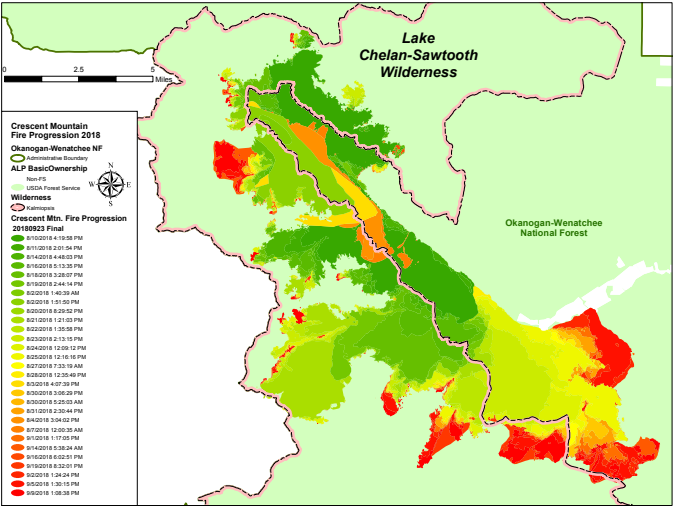 Lake
Chelan-Sawtooth
Wilderness
0 2.5 5
Miles
Crescent Mountain
Fire Progression 2018
Okanogan-Wenatchee NF
Administrative Boundary
ALP BasicOwnership
Non-FS
USDA Forest Service
N
W E
S
Wilderness
Kalmiopsis
Crescent Mtn. Fire Progression
20180923 Final
8/10/2018 4:19:58 PM
8/11/2018 2:01:54 PM
8/14/2018 4:48:03 PM
8/16/2018 5:13:35 PM
8/18/2018 3:28:07 PM
8/19/2018 2:44:14 PM
8/2/2018 1:40:39 AM
8/2/2018 1:51:50 PM
8/20/2018 8:29:52 PM
8/21/2018 1:21:03 PM
8/22/2018 1:35:58 PM
8/23/2018 2:13:15 PM
8/24/2018 12:09:12 PM
8/25/2018 12:16:16 PM
8/27/2018 7:33:19 AM
8/28/2018 12:35:49 PM
8/3/2018 4:07:39 PM
8/30/2018 3:06:29 PM
8/30/2018 5:25:03 AM
8/31/2018 2:30:44 PM
8/4/2018 3:04:02 PM
8/7/2018 12:00:35 AM
9/1/2018 1:17:05 PM
9/14/2018 5:38:24 AM
9/16/2018 6:02:51 PM
9/19/2018 8:32:01 PM
9/2/2018 1:24:24 PM
9/5/2018 1:30:15 PM
9/9/2018 1:08:38 PM
Okanogan-Wenatchee
National Forest